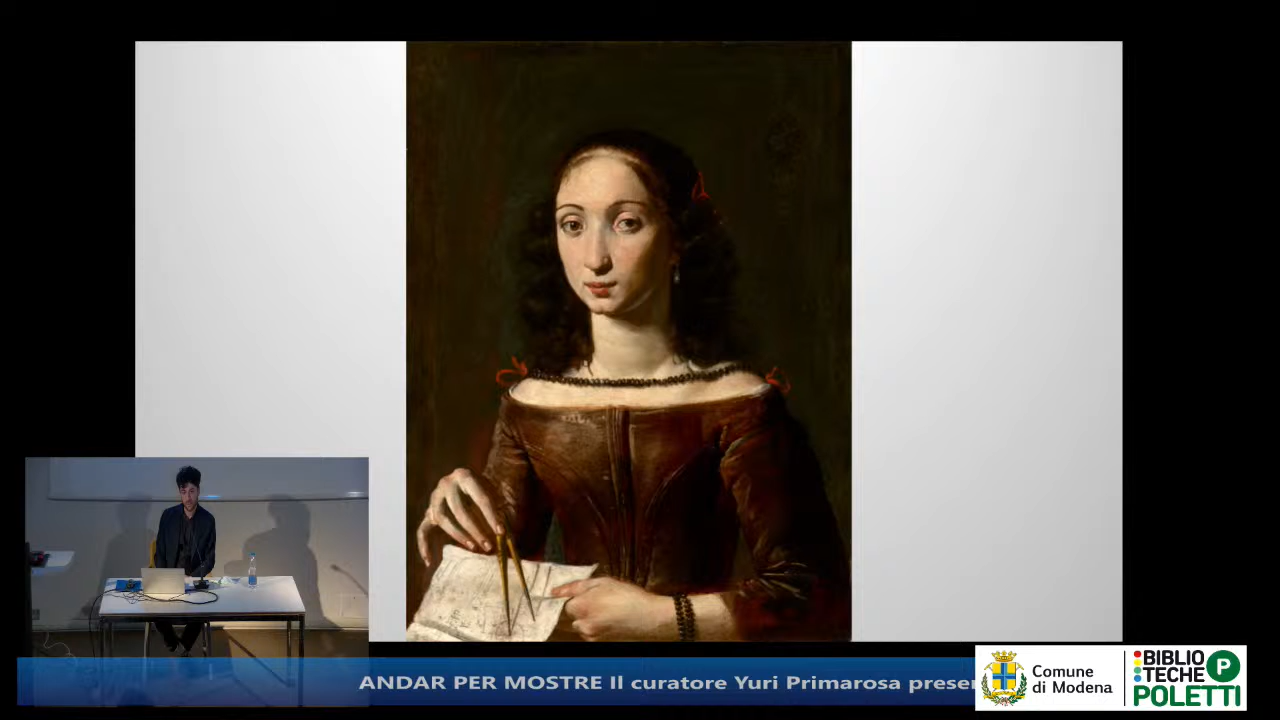 ANDAR PER MOSTRE Il curatore Yuri Primarosa presen
Comune
di Modena
BIBLIO
TECHE
POLETTI
P